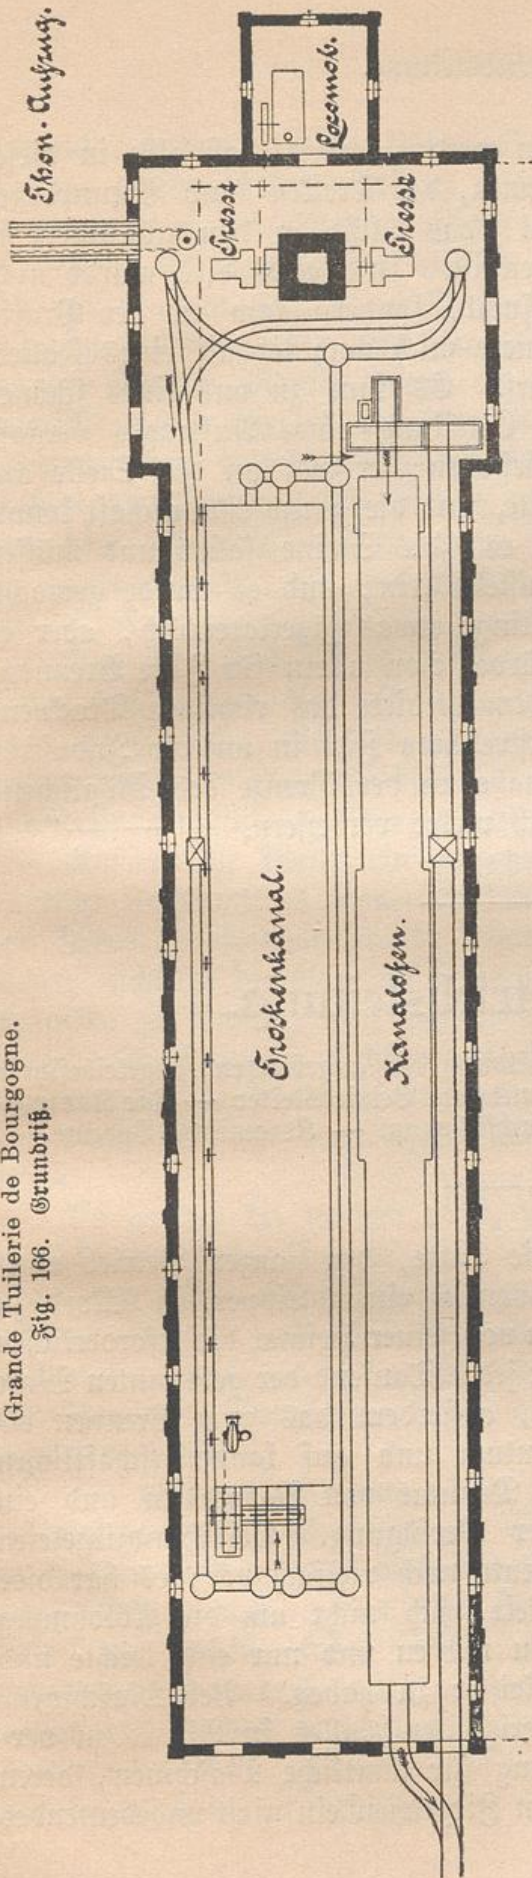 Grande Tuilerie de Bourgogne.
Fig. 166. Grundriß.
Thon-Aufzug.
Locomob.
Presse
Presse
Trockenkanal.
Kanalofen.